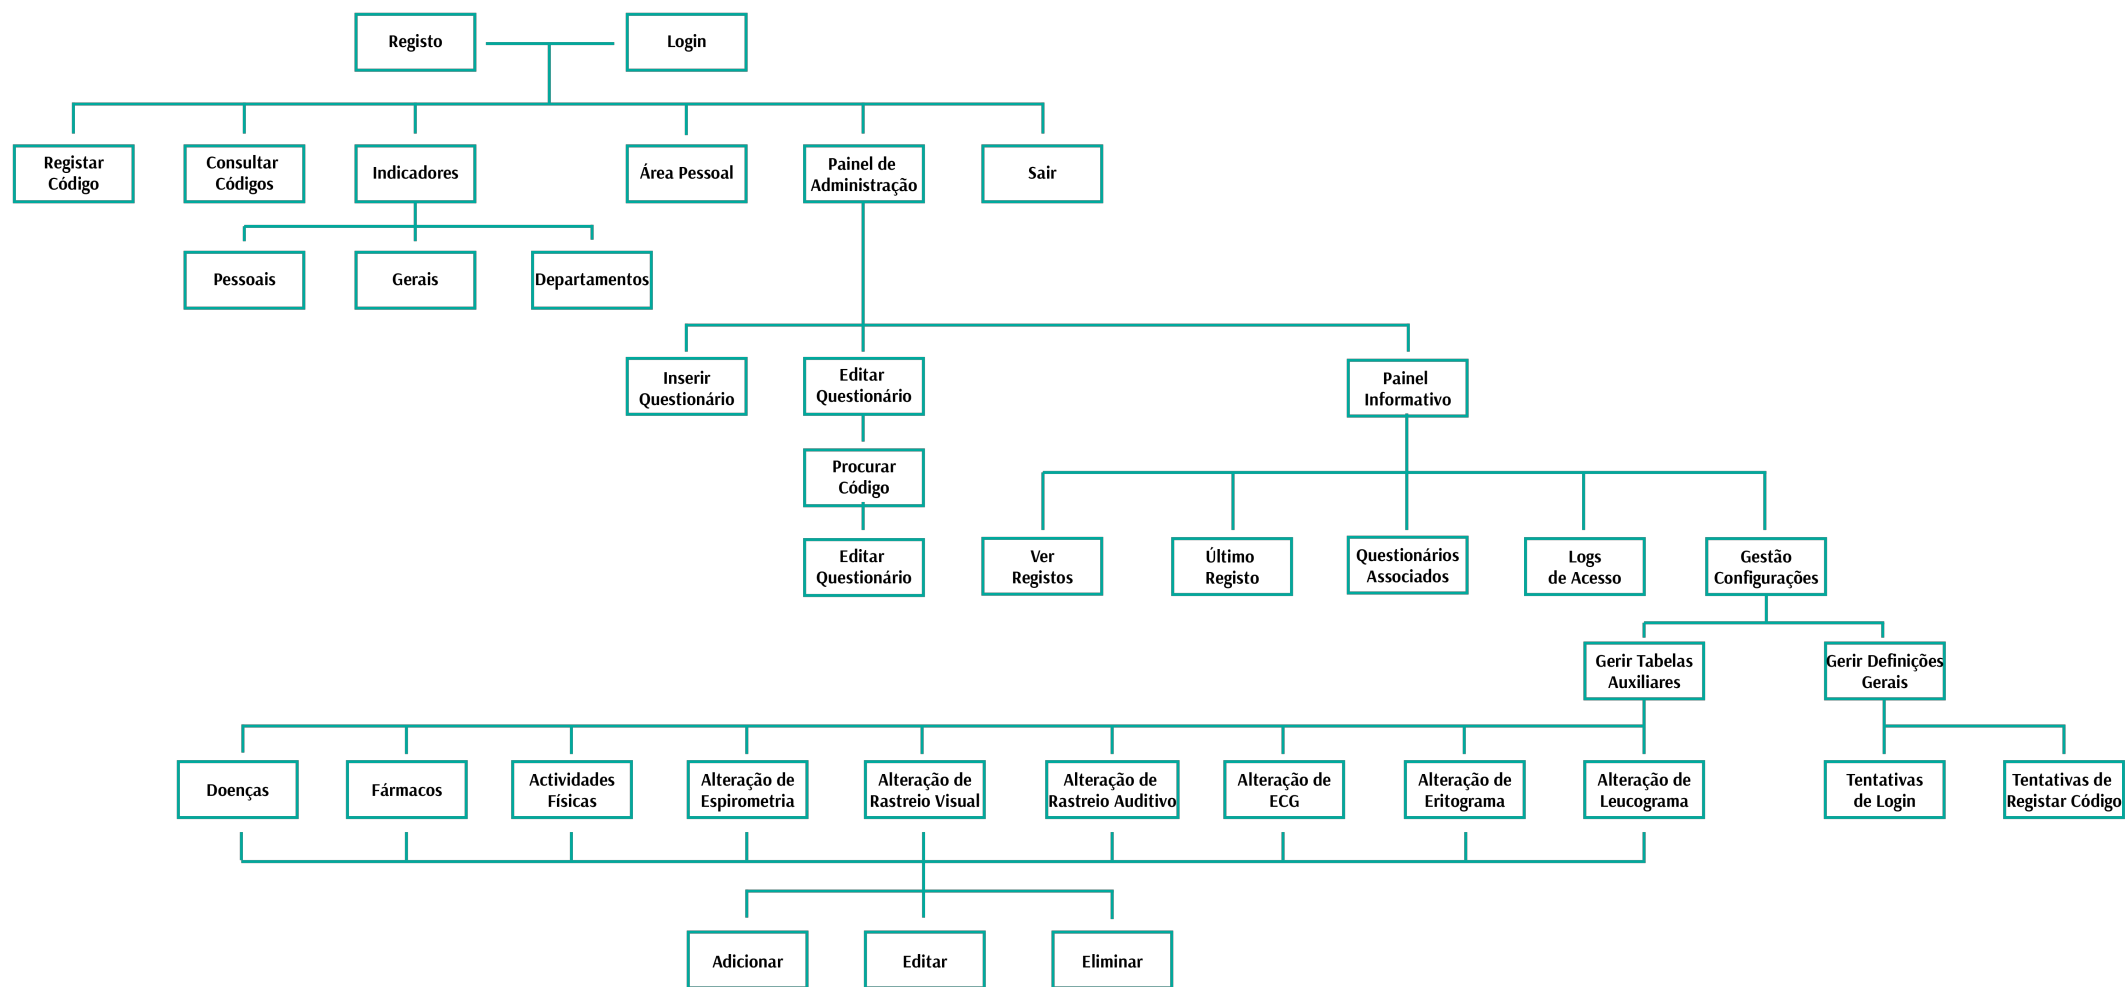 Registo
Login
Registar
Código
Consultar
Códigos
Indicadores
Área Pessoal
Painel de
Administração
Sair
Pessoais
Gerais
Departamentos
Inserir
Questionário
Editar
Questionário
Painel
Informativo
Procurar
Código
Editar
Questionário
Ver
Registos
Último
Registo
Questionários
Associados
Logs
de Acesso
Gestão
Configurações
Gerir Tabelas
Auxiliares
Gerir Definições
Gerais
Doenças
Fármacos
Actividades
Físicas
Alteração de
Espirometria
Alteração de
Rastreio Visual
Alteração de
Rastreio Auditivo
Alteração de
ECG
Alteração de
Eritograma
Alteração de
Leucograma
Tentativas
de Login
Tentativas de
Registar Código
Adicionar
Editar
Eliminar